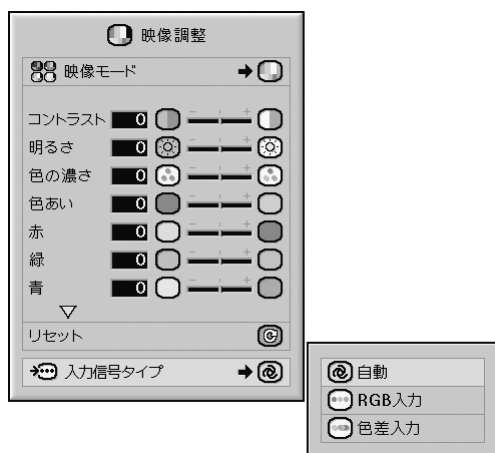 映像調整
映像モード
コントラスト 0 - +
明るさ 0 - +
色の濃さ 0 - +
色あい 0 - +
赤 0 - +
緑 0 - +
青 0 - +
リセット
入力信号タイプ
自動
RGB入力
色差入力